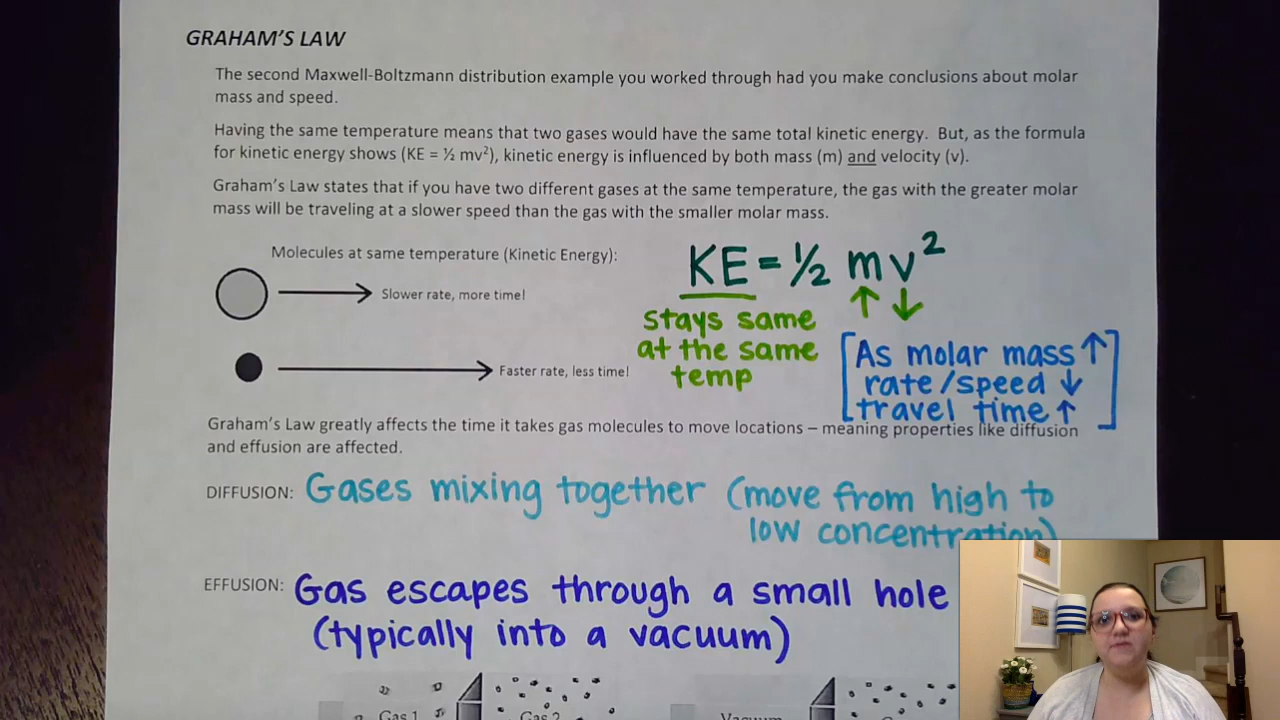 GRAHAM'S LAW
The second Maxwell-Boltzmann distribution example you worked through had you make conclusions about molar
mass and speed.
Having the same temperature means that two gases would have the same total kinetic energy. But, as the formula
for kinetic energy shows (KE = ½ mv²), kinetic energy is influenced by both mass (m) and velocity (v).
Graham's Law states that if you have two different gases at the same temperature, the gas with the greater molar
mass will be traveling at a slower speed than the gas with the smaller molar mass.
Molecules at same temperature (Kinetic Energy):
Slower rate, more time!
Faster rate, less time!
KE = ½ mv²
↑ ↓
stays same
at the same
temp
[As molar mass ↑
rate/speed ↓
travel time ↑]
Graham's Law greatly affects the time it takes gas molecules to move locations – meaning properties like diffusion
and effusion are affected.
DIFFUSION: Gases mixing together (move from high to
low concentration)
EFFUSION: Gas escapes through a small hole
(typically into a vacuum)
Gas 1
Gas 2
Vacuum